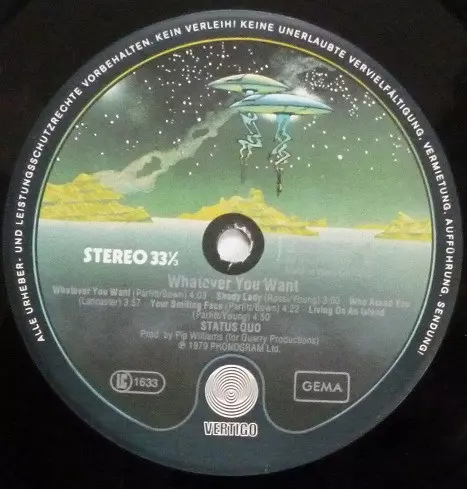 ALLE URHEBER- UND LEISTUNGSSCHUTZRECHTE VORBEHALTEN. KEIN VERLEIH! KEINE UNERLAUBTE VERVIELFÄLTIGUNG, VERMIETUNG, AUFFÜHRUNG, SENDUNG!
STEREO 33⅓
Whatever You Want
Whatever You Want (Parfitt/Bown) 4:03 Shady Lady (Rossi/Young) 3:00 Who Asked You
(Lancaster) 3:57 Your Smiling Face (Parfitt/Bown) 4:22 Living On An Island
(Parfitt/Young) 4:50
STATUS QUO
Prod. by Pip Williams (for Quarry Productions)
℗ 1979 PHONOGRAM Ltd.
LC 1633
GEMA
VERTIGO